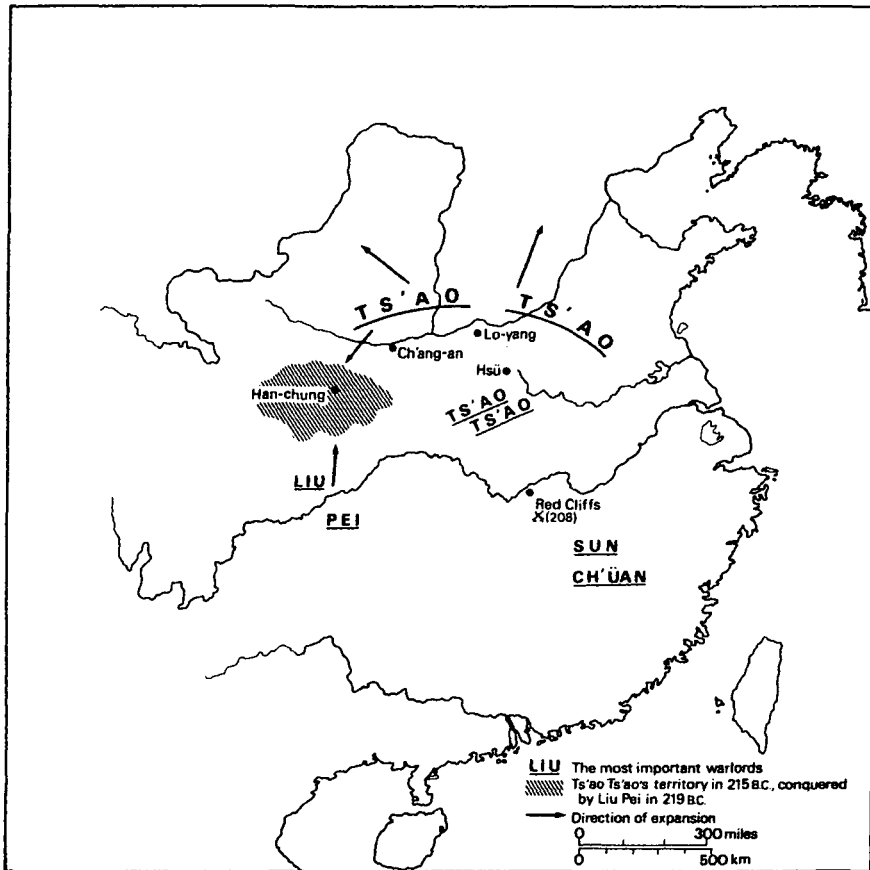 TS'AO
TS'AO
Lo-yang
Ch'ang-an
Hsü
Han-chung
TS'AO
TS'AO
LIU
PEI
Red Cliffs
(208)
SUN
CH'ÜAN
LIU The most important warlords
Ts'ao Ts'ao's territory in 215 B.C., conquered
by Liu Pei in 219 B.C.
Direction of expansion
0 300 miles
0 500 km